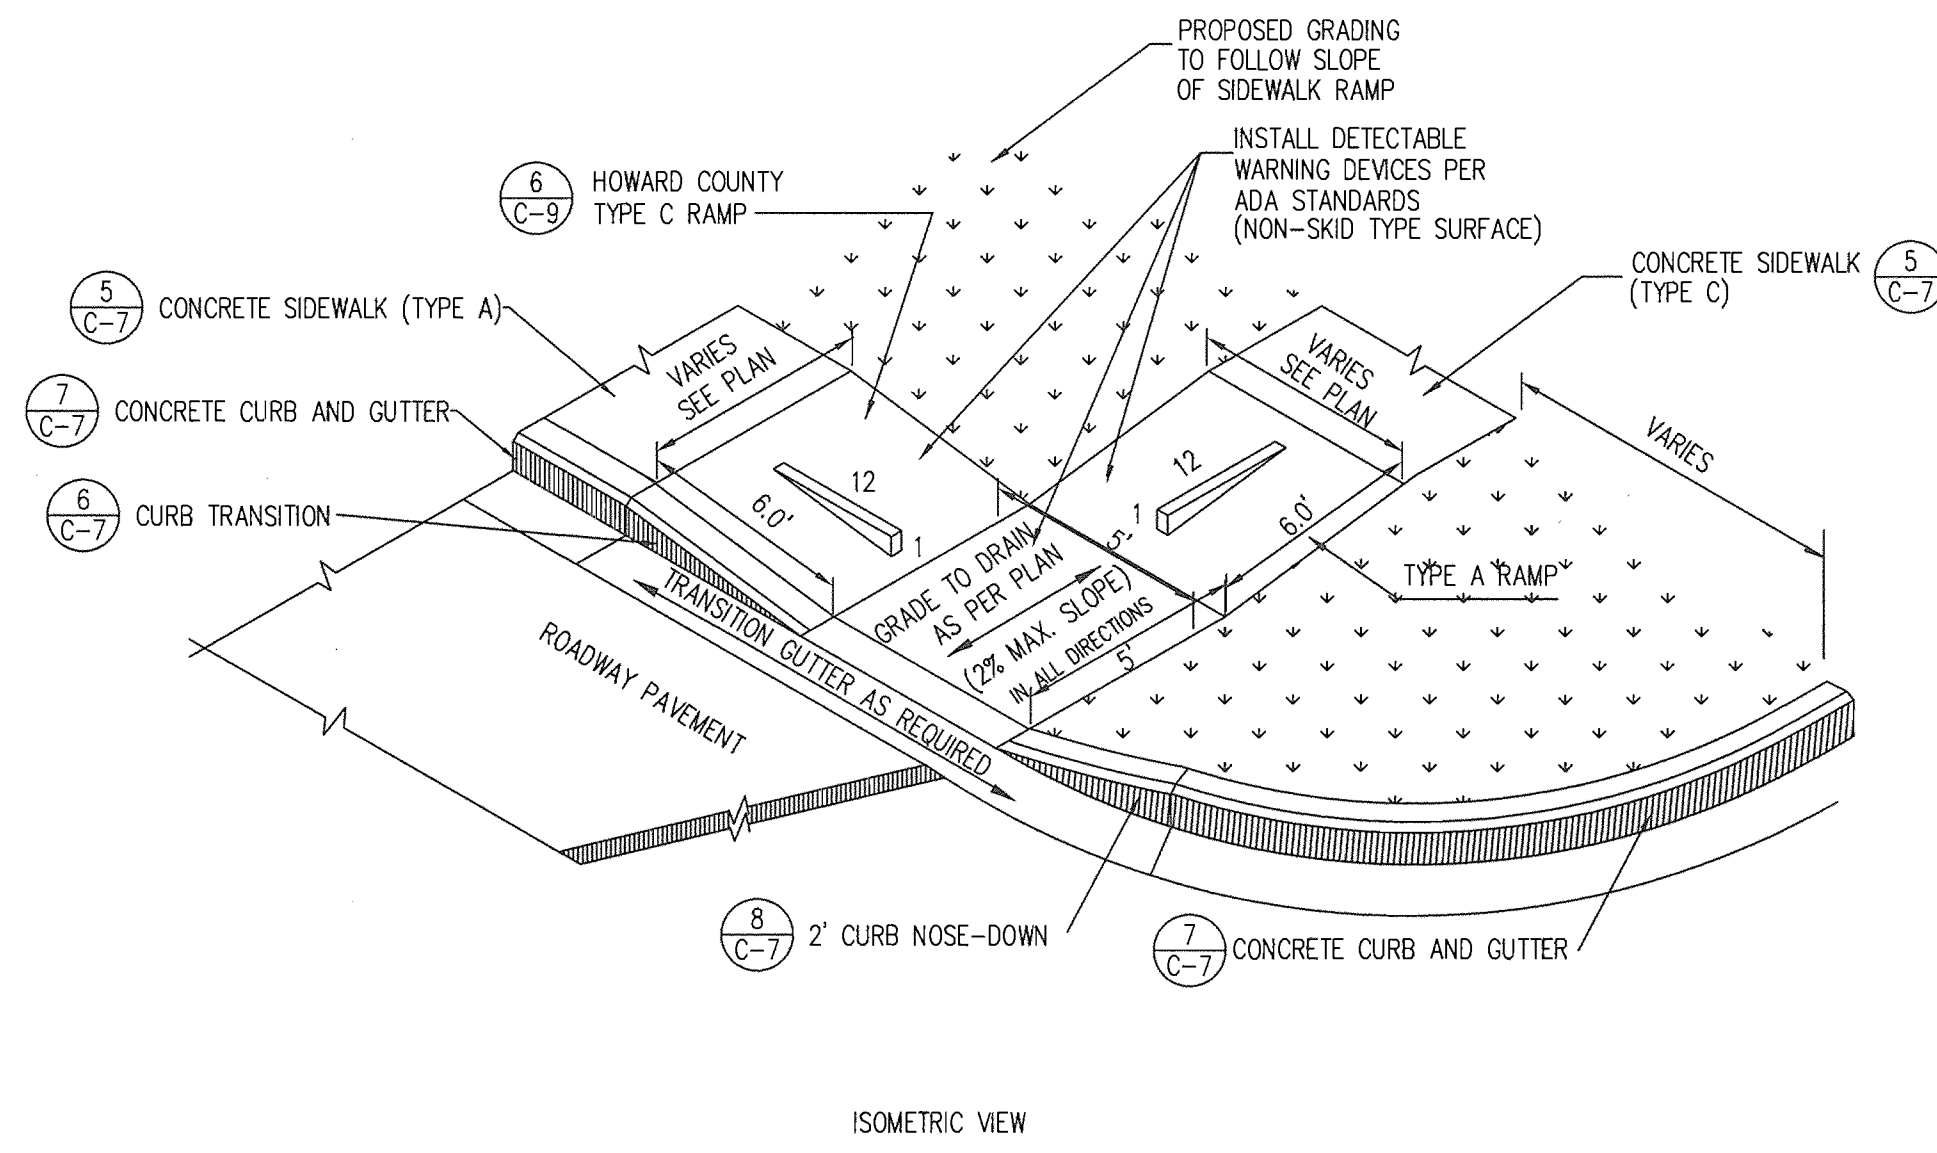 PROPOSED GRADING
TO FOLLOW SLOPE
OF SIDEWALK RAMP
INSTALL DETECTABLE
WARNING DEVICES PER
ADA STANDARDS
(NON-SKID TYPE SURFACE)
6
C-9
HOWARD COUNTY
TYPE C RAMP
5
C-7
CONCRETE SIDEWALK (TYPE A)
CONCRETE SIDEWALK
(TYPE C)
5
C-7
7
C-7
CONCRETE CURB AND GUTTER
6
C-7
CURB TRANSITION
VARIES
SEE PLAN
VARIES
SEE PLAN
VARIES
12
1
6.0'
12
1
6.0'
5'
TYPE A RAMP
GRADE TO DRAIN
AS PER PLAN
(2% MAX. SLOPE)
IN ALL DIRECTIONS
5'
TRANSITION GUTTER AS REQUIRED
ROADWAY PAVEMENT
8
C-7
2' CURB NOSE-DOWN
7
C-7
CONCRETE CURB AND GUTTER
ISOMETRIC VIEW